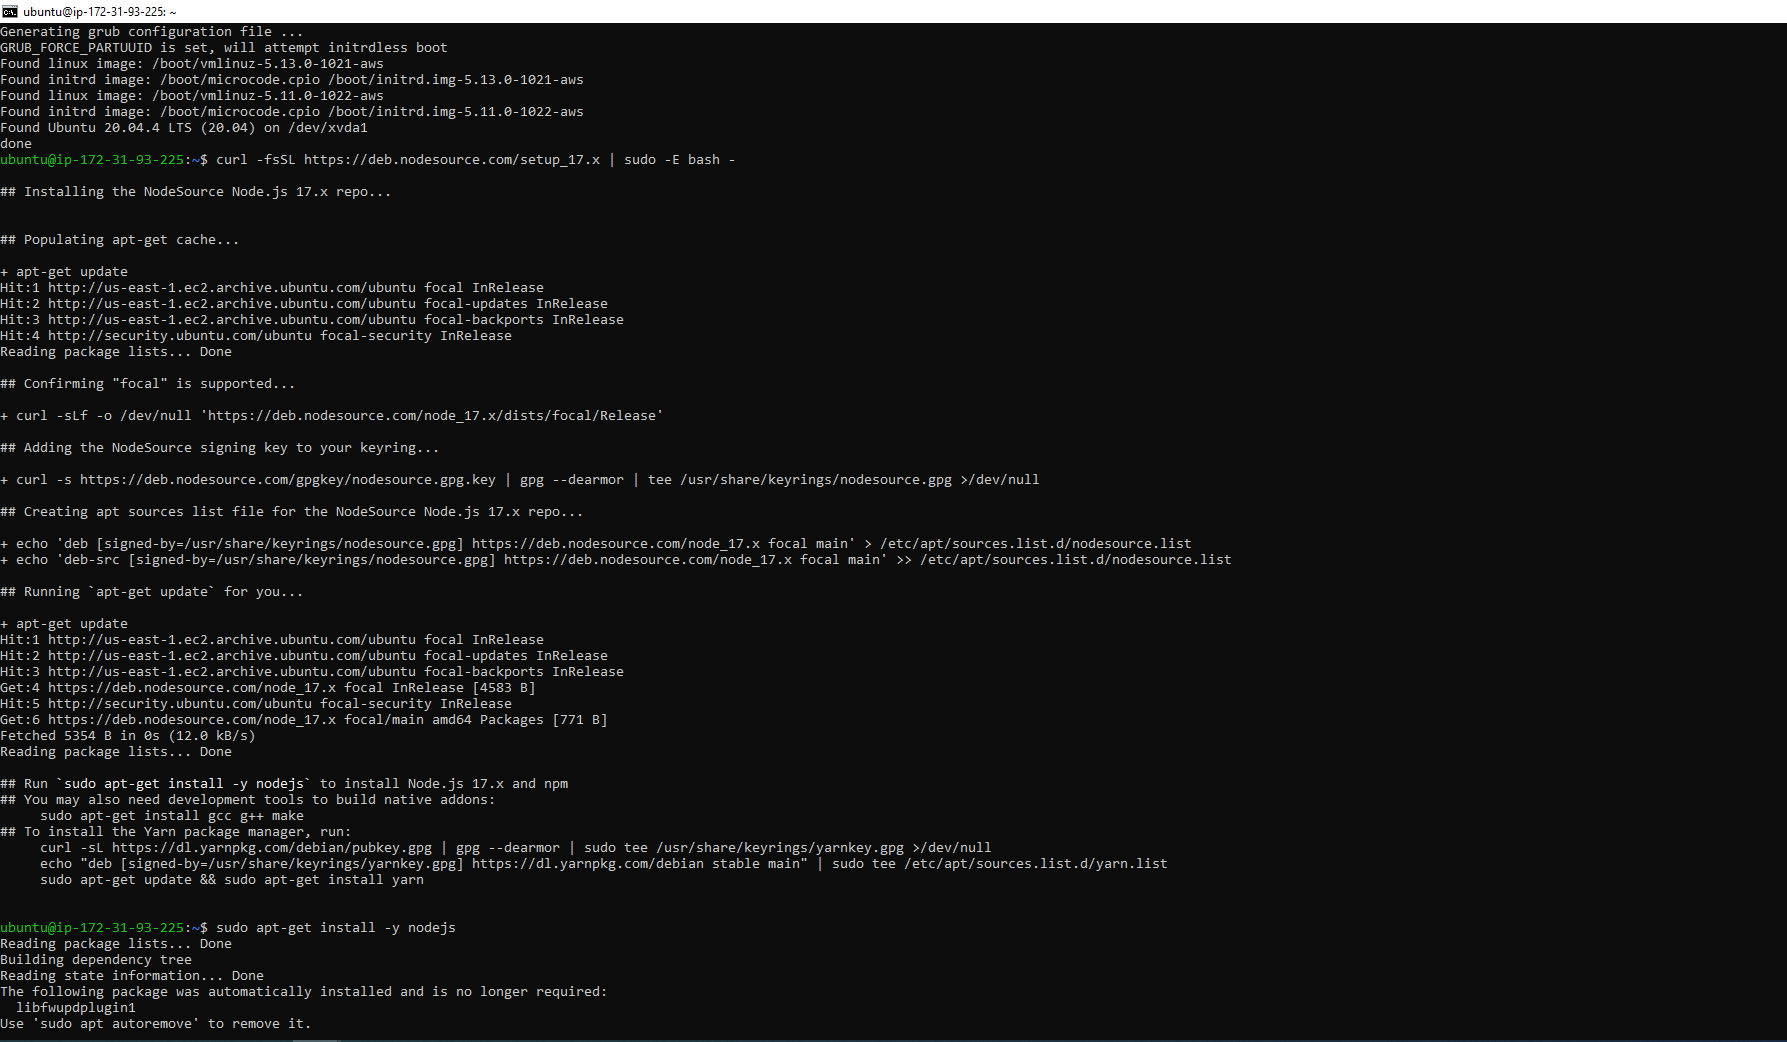 ubuntu@ip-172-31-93-225: ~
Generating grub configuration file ...
GRUB_FORCE_PARTUUID is set, will attempt initrdless boot
Found linux image: /boot/vmlinuz-5.13.0-1021-aws
Found initrd image: /boot/microcode.cpio /boot/initrd.img-5.13.0-1021-aws
Found linux image: /boot/vmlinuz-5.11.0-1022-aws
Found initrd image: /boot/microcode.cpio /boot/initrd.img-5.11.0-1022-aws
Found Ubuntu 20.04.4 LTS (20.04) on /dev/xvda1
done
ubuntu@ip-172-31-93-225:~$ curl -fsSL https://deb.nodesource.com/setup_17.x | sudo -E bash -
## Installing the NodeSource Node.js 17.x repo...
## Populating apt-get cache...
+ apt-get update
Hit:1 http://us-east-1.ec2.archive.ubuntu.com/ubuntu focal InRelease
Hit:2 http://us-east-1.ec2.archive.ubuntu.com/ubuntu focal-updates InRelease
Hit:3 http://us-east-1.ec2.archive.ubuntu.com/ubuntu focal-backports InRelease
Hit:4 http://security.ubuntu.com/ubuntu focal-security InRelease
Reading package lists... Done
## Confirming "focal" is supported...
+ curl -sLf -o /dev/null 'https://deb.nodesource.com/node_17.x/dists/focal/Release'
## Adding the NodeSource signing key to your keyring...
+ curl -s https://deb.nodesource.com/gpgkey/nodesource.gpg.key | gpg --dearmor | tee /usr/share/keyrings/nodesource.gpg >/dev/null
## Creating apt sources list file for the NodeSource Node.js 17.x repo...
+ echo 'deb [signed-by=/usr/share/keyrings/nodesource.gpg] https://deb.nodesource.com/node_17.x focal main' > /etc/apt/sources.list.d/nodesource.list
+ echo 'deb-src [signed-by=/usr/share/keyrings/nodesource.gpg] https://deb.nodesource.com/node_17.x focal main' >> /etc/apt/sources.list.d/nodesource.list
## Running `apt-get update` for you...
+ apt-get update
Hit:1 http://us-east-1.ec2.archive.ubuntu.com/ubuntu focal InRelease
Hit:2 http://us-east-1.ec2.archive.ubuntu.com/ubuntu focal-updates InRelease
Hit:3 http://us-east-1.ec2.archive.ubuntu.com/ubuntu focal-backports InRelease
Get:4 https://deb.nodesource.com/node_17.x focal InRelease [4583 B]
Hit:5 http://security.ubuntu.com/ubuntu focal-security InRelease
Get:6 https://deb.nodesource.com/node_17.x focal/main amd64 Packages [771 B]
Fetched 5354 B in 0s (12.0 kB/s)
Reading package lists... Done
## Run `sudo apt-get install -y nodejs` to install Node.js 17.x and npm
## You may also need development tools to build native addons:
sudo apt-get install gcc g++ make
## To install the Yarn package manager, run:
curl -sL https://dl.yarnpkg.com/debian/pubkey.gpg | gpg --dearmor | sudo tee /usr/share/keyrings/yarnkey.gpg >/dev/null
echo "deb [signed-by=/usr/share/keyrings/yarnkey.gpg] https://dl.yarnpkg.com/debian stable main" | sudo tee /etc/apt/sources.list.d/yarn.list
sudo apt-get update && sudo apt-get install yarn
ubuntu@ip-172-31-93-225:~$ sudo apt-get install -y nodejs
Reading package lists... Done
Building dependency tree
Reading state information... Done
The following package was automatically installed and is no longer required:
libfwupdplugin1
Use 'sudo apt autoremove' to remove it.